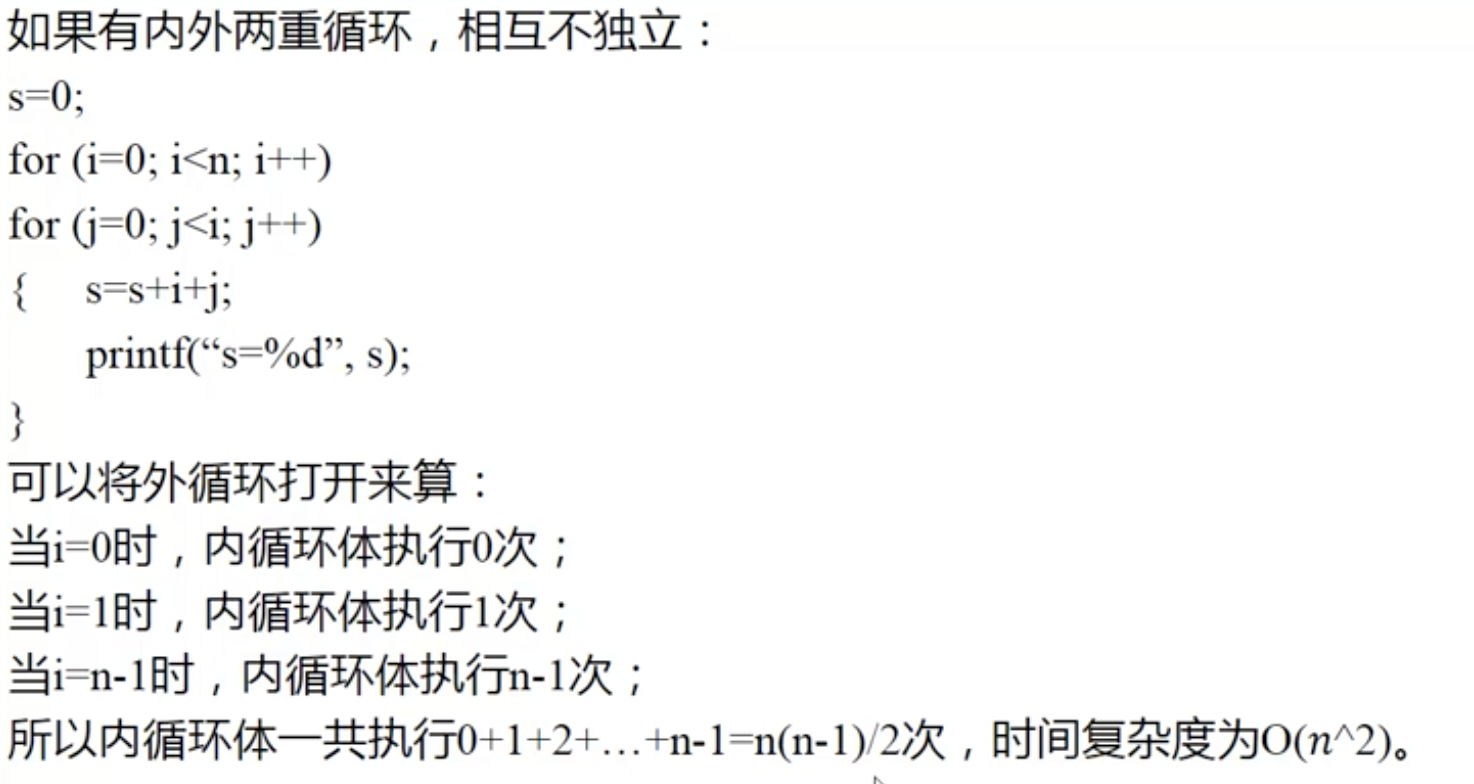 如果有内外两重循环，相互不独立：
s=0;
for (i=0; i<n; i++)
for (j=0; j<i; j++)
{ s=s+i+j;
printf(“s=%d”, s);
}
可以将外循环打开来算：
当i=0时，内循环体执行0次；
当i=1时，内循环体执行1次；
当i=n-1时，内循环体执行n-1次；
所以内循环体一共执行0+1+2+…+n-1=n(n-1)/2次，时间复杂度为O(n^2)。